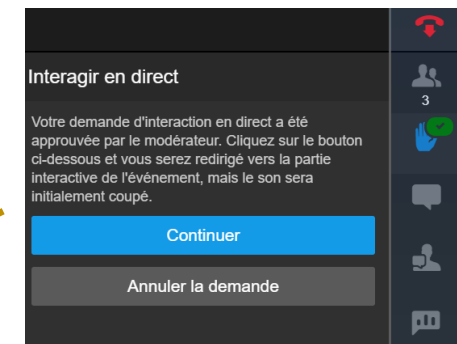 Interagir en direct
3
Votre demande d'interaction en direct a été
approuvée par le modérateur. Cliquez sur le bouton
ci-dessous et vous serez redirigé vers la partie
interactive de l'événement, mais le son sera
initialement coupé.
Continuer
Annuler la demande